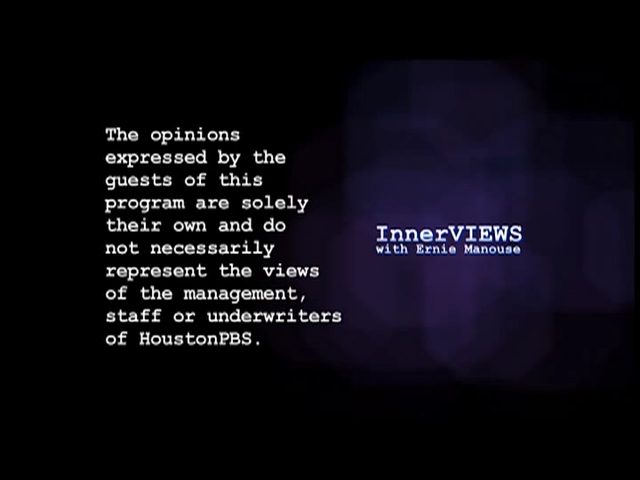 The opinions
expressed by the
guests of this
program are solely
their own and do
not necessarily
represent the views
of the management,
staff or underwriters
of HoustonPBS.
InnerVIEWS
with Ernie Manouse